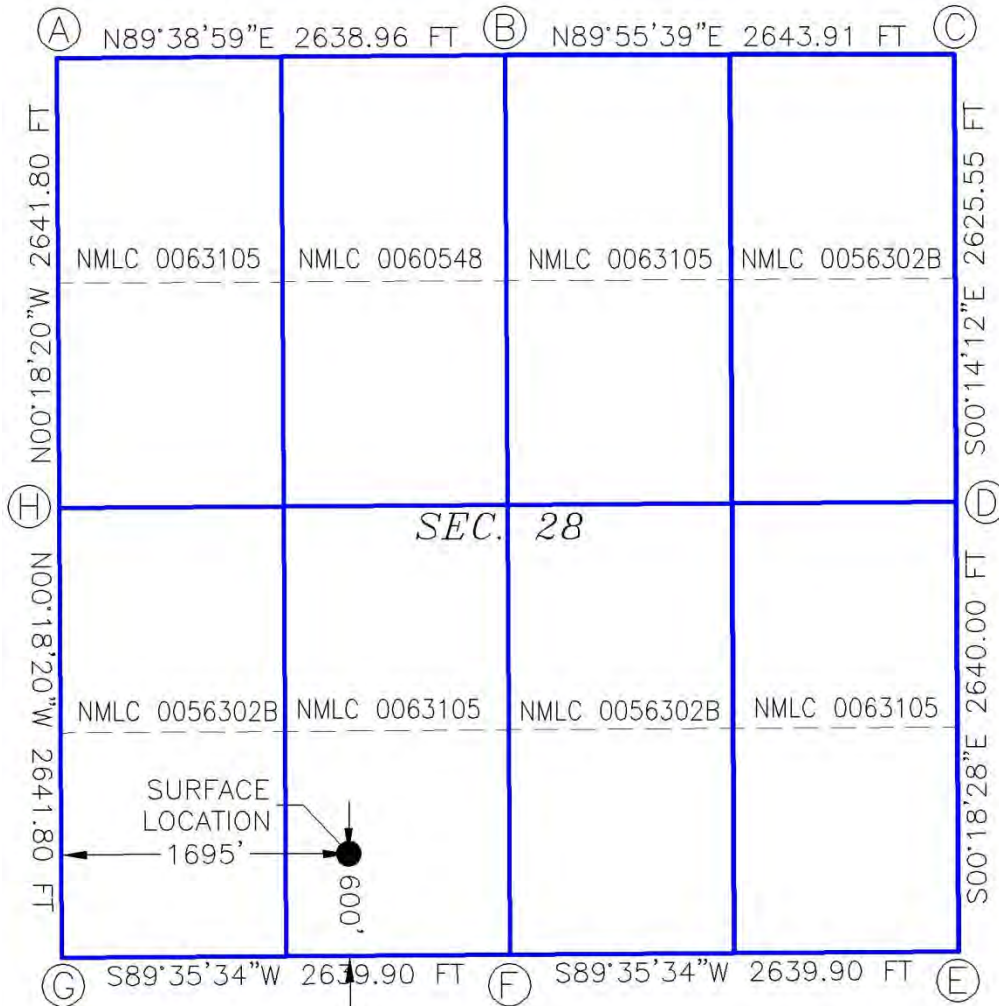 A
N89°38'59"E 2638.96 FT
B
N89°55'39"E 2643.91 FT
C
N00°18'20"W 2641.80 FT
S00°14'12"E 2625.55 FT
NMLC 0063105
NMLC 0060548
NMLC 0063105
NMLC 0056302B
H
SEC. 28
D
N00°18'20"W 2641.80 FT
S00°18'28"E 2640.00 FT
NMLC 0056302B
NMLC 0063105
NMLC 0056302B
NMLC 0063105
SURFACE
LOCATION
1695'
600'
G
S89°35'34"W 2639.90 FT
F
S89°35'34"W 2639.90 FT
E